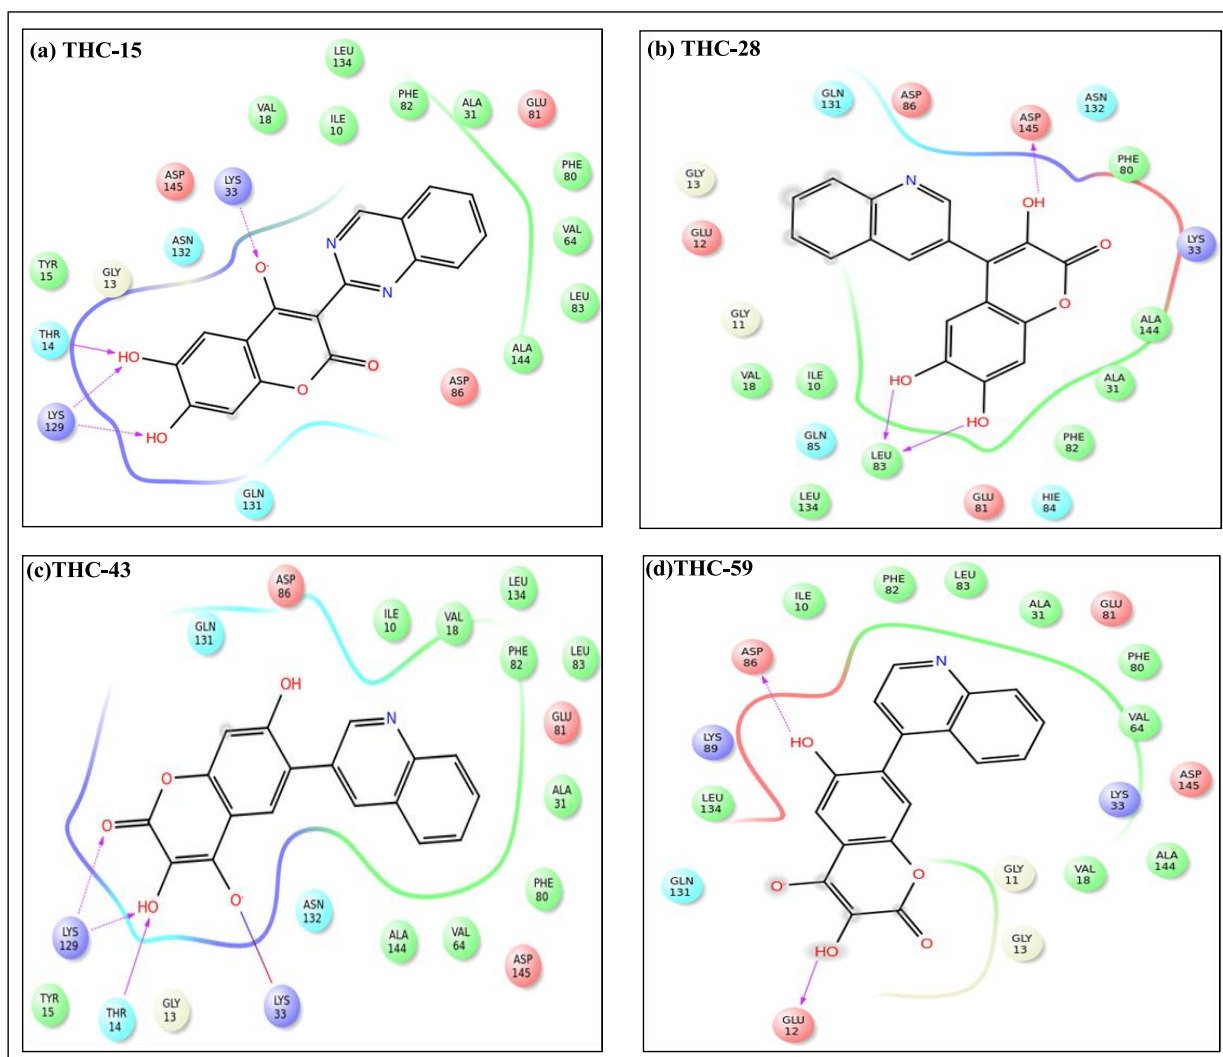 (a) THC-15
LEU
134
PHE
82
ALA
31
GLU
81
VAL
18
ILE
10
PHE
80
ASP
145
LYS
33
VAL
64
ASN
132
TYR
15
GLY
13
LEU
83
THR
14
ALA
144
ASP
86
LYS
129
GLN
131
N
N
O-
HO
HO
O
O
(b) THC-28
GLN
131
ASP
86
ASN
132
ASP
145
PHE
80
GLY
13
GLU
12
LYS
33
GLY
11
ALA
144
VAL
18
ILE
10
ALA
31
GLN
85
LEU
83
PHE
82
LEU
134
GLU
81
HIE
84
N
OH
O
O
HO
HO
(c)THC-43
ASP
86
LEU
134
ILE
10
VAL
18
GLN
131
PHE
82
LEU
83
GLU
81
ALA
31
PHE
80
ASN
132
LYS
129
ALA
144
VAL
64
ASP
145
TYR
15
THR
14
GLY
13
LYS
33
OH
N
O
O
HO
O-
(d)THC-59
ILE
10
PHE
82
LEU
83
ALA
31
GLU
81
ASP
86
PHE
80
LYS
89
VAL
64
LEU
134
LYS
33
ASP
145
GLN
131
GLY
11
VAL
18
ALA
144
GLY
13
GLU
12
N
HO
O-
O
O
HO